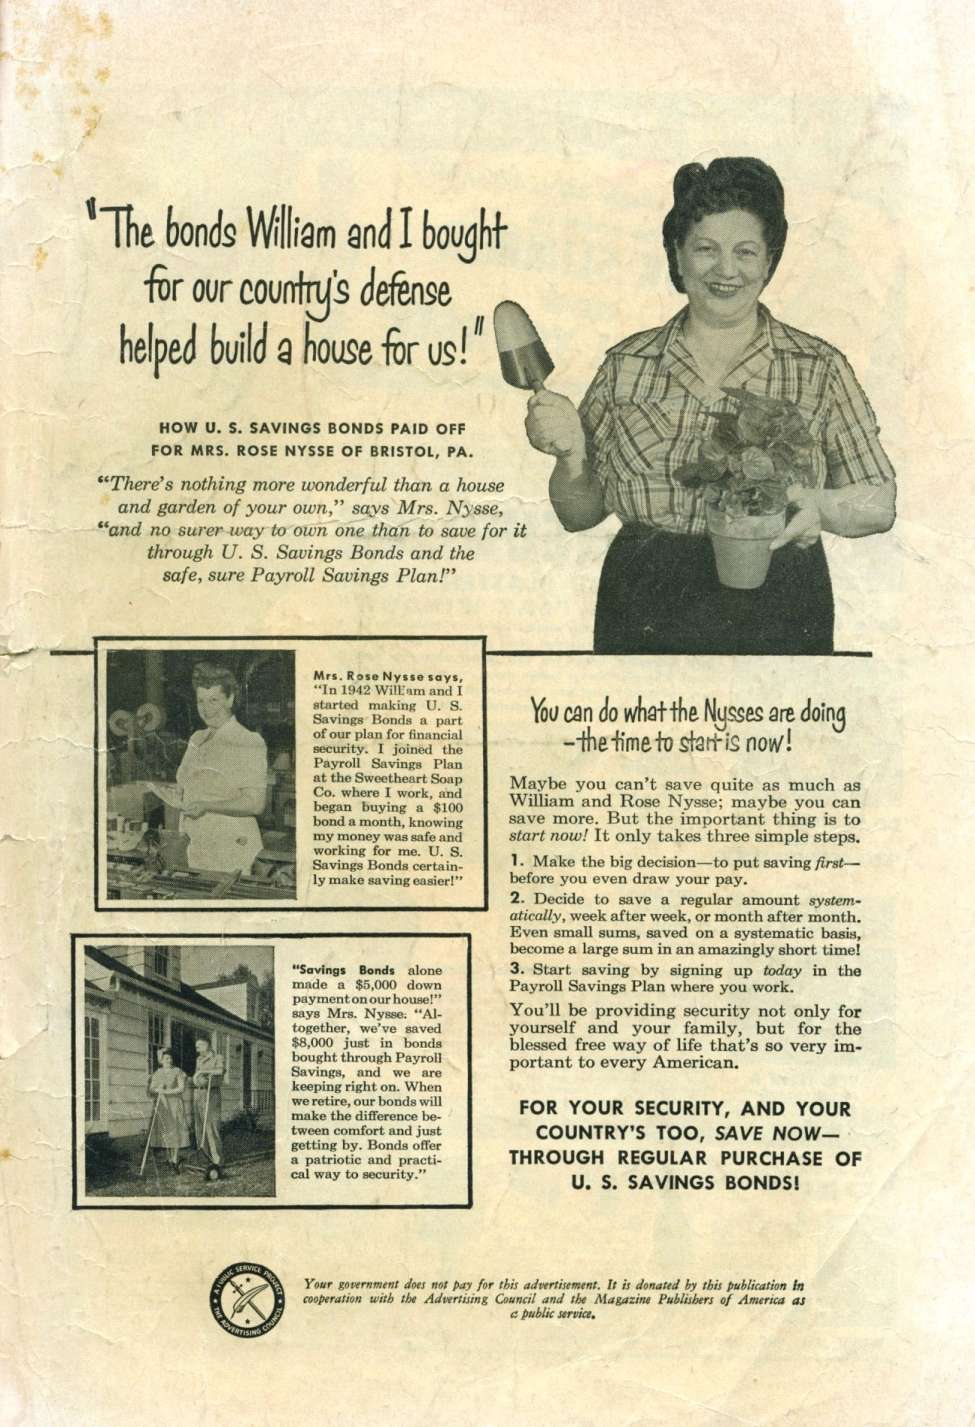 "The bonds William and I bought
for our country's defense
helped build a house for us!"
HOW U. S. SAVINGS BONDS PAID OFF
FOR MRS. ROSE NYSSE OF BRISTOL, PA.
“There's nothing more wonderful than a house
and garden of your own,” says Mrs. Nysse,
“and no surer way to own one than to save for it
through U. S. Savings Bonds and the
safe, sure Payroll Savings Plan!”
Mrs. Rose Nysse says,
“In 1942 William and I
started making U. S.
Savings Bonds a part
of our plan for financial
security. I joined the
Payroll Savings Plan
at the Sweetheart Soap
Co. where I work, and
began buying a $100
bond a month, knowing
my money was safe and
working for me. U. S.
Savings Bonds certain-
ly make saving easier!”
"Savings Bonds alone
made a $5,000 down
payment on our house!”
says Mrs. Nysse. “Al-
together, we've saved
$8,000 just in bonds
bought through Payroll
Savings, and we are
keeping right on. When
we retire, our bonds will
make the difference be-
tween comfort and just
getting by. Bonds offer
a patriotic and practi-
cal way to security.”
You can do what the Nysses are doing
-the time to start is now!
Maybe you can't save quite as much as
William and Rose Nysse; maybe you can
save more. But the important thing is to
start now! It only takes three simple steps.
1. Make the big decision—to put saving first—
before you even draw your pay.
2. Decide to save a regular amount system-
atically, week after week, or month after month.
Even small sums, saved on a systematic basis,
become a large sum in an amazingly short time!
3. Start saving by signing up today in the
Payroll Savings Plan where you work.
You'll be providing security not only for
yourself and your family, but for the
blessed free way of life that's so very im-
portant to every American.
FOR YOUR SECURITY, AND YOUR
COUNTRY'S TOO, SAVE NOW—
THROUGH REGULAR PURCHASE OF
U. S. SAVINGS BONDS!
A PUBLIC SERVICE PROJECT
THE ADVERTISING COUNCIL
Your government does not pay for this advertisement. It is donated by this publication in
cooperation with the Advertising Council and the Magazine Publishers of America as
a public service.